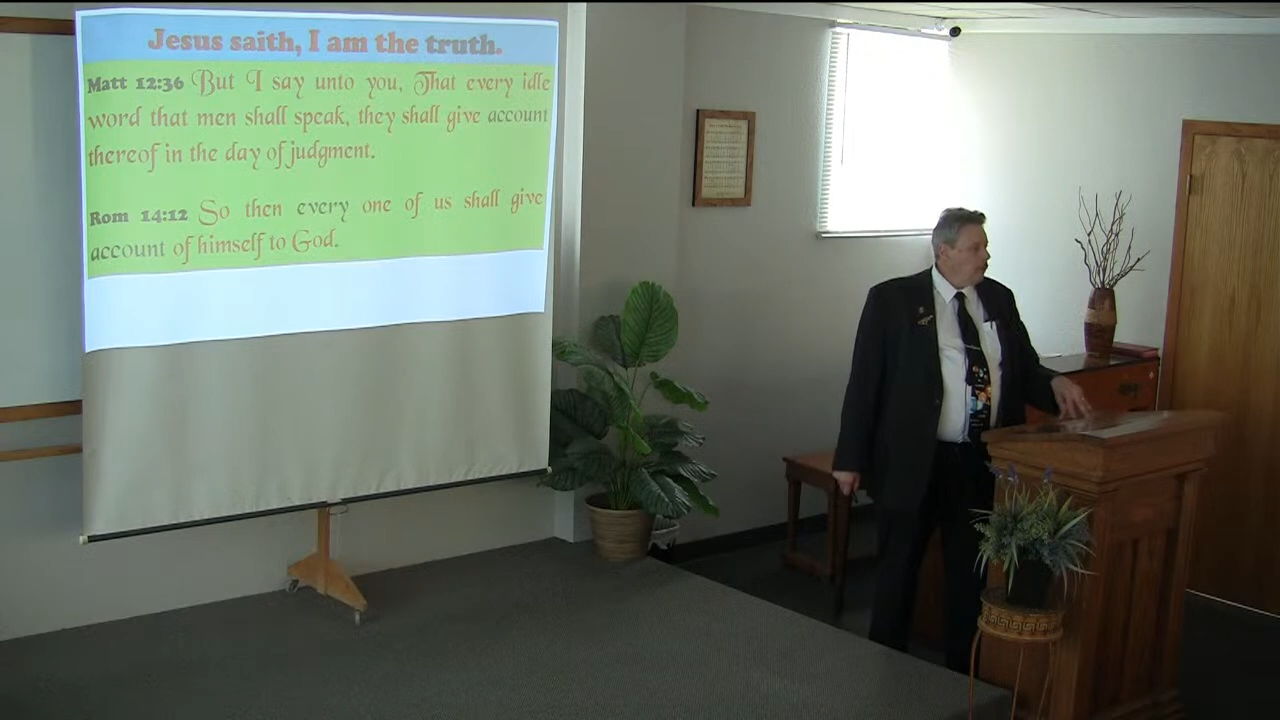 Jesus saith, I am the truth.
Matt 12:36 But I say unto you, That every idle
word that men shall speak, they shall give account
thereof in the day of judgment.
Rom 14:12 So then every one of us shall give
account of himself to God.